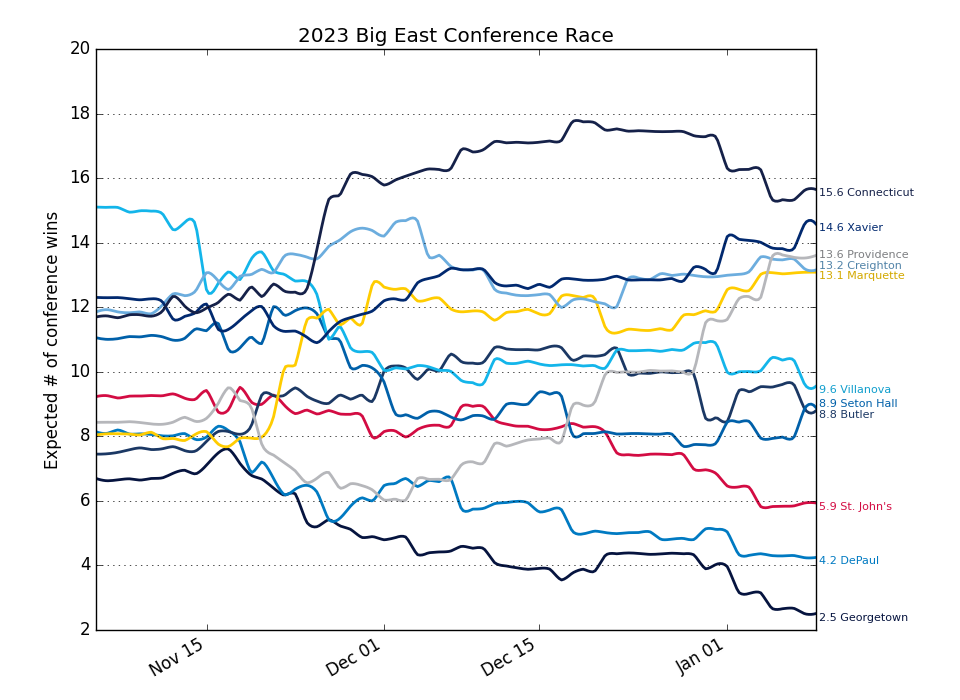 2023 Big East Conference Race
Expected # of conference wins
20
18
16
14
12
10
8
6
4
2
Nov 15
Dec 01
Dec 15
Jan 01
15.6 Connecticut
14.6 Xavier
13.6 Providence
13.2 Creighton
13.1 Marquette
9.6 Villanova
8.9 Seton Hall
8.8 Butler
5.9 St. John's
4.2 DePaul
2.5 Georgetown